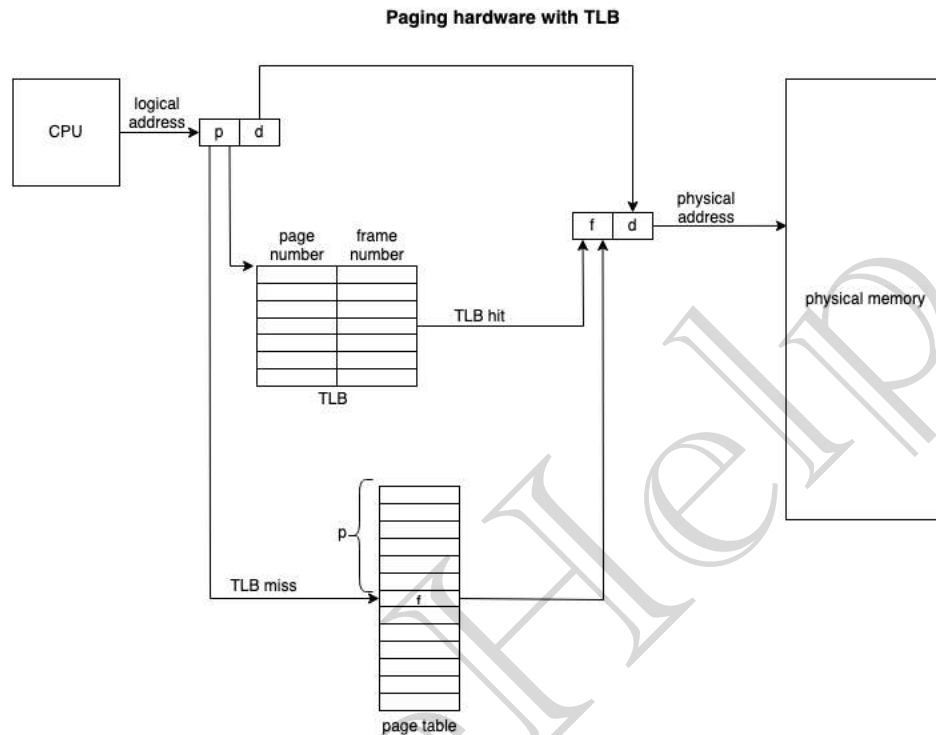 Paging hardware with TLB
CPU
logical
address
p
d
f
d
physical
address
page
number
frame
number
TLB hit
TLB
physical memory
p
TLB miss
f
page table
Help